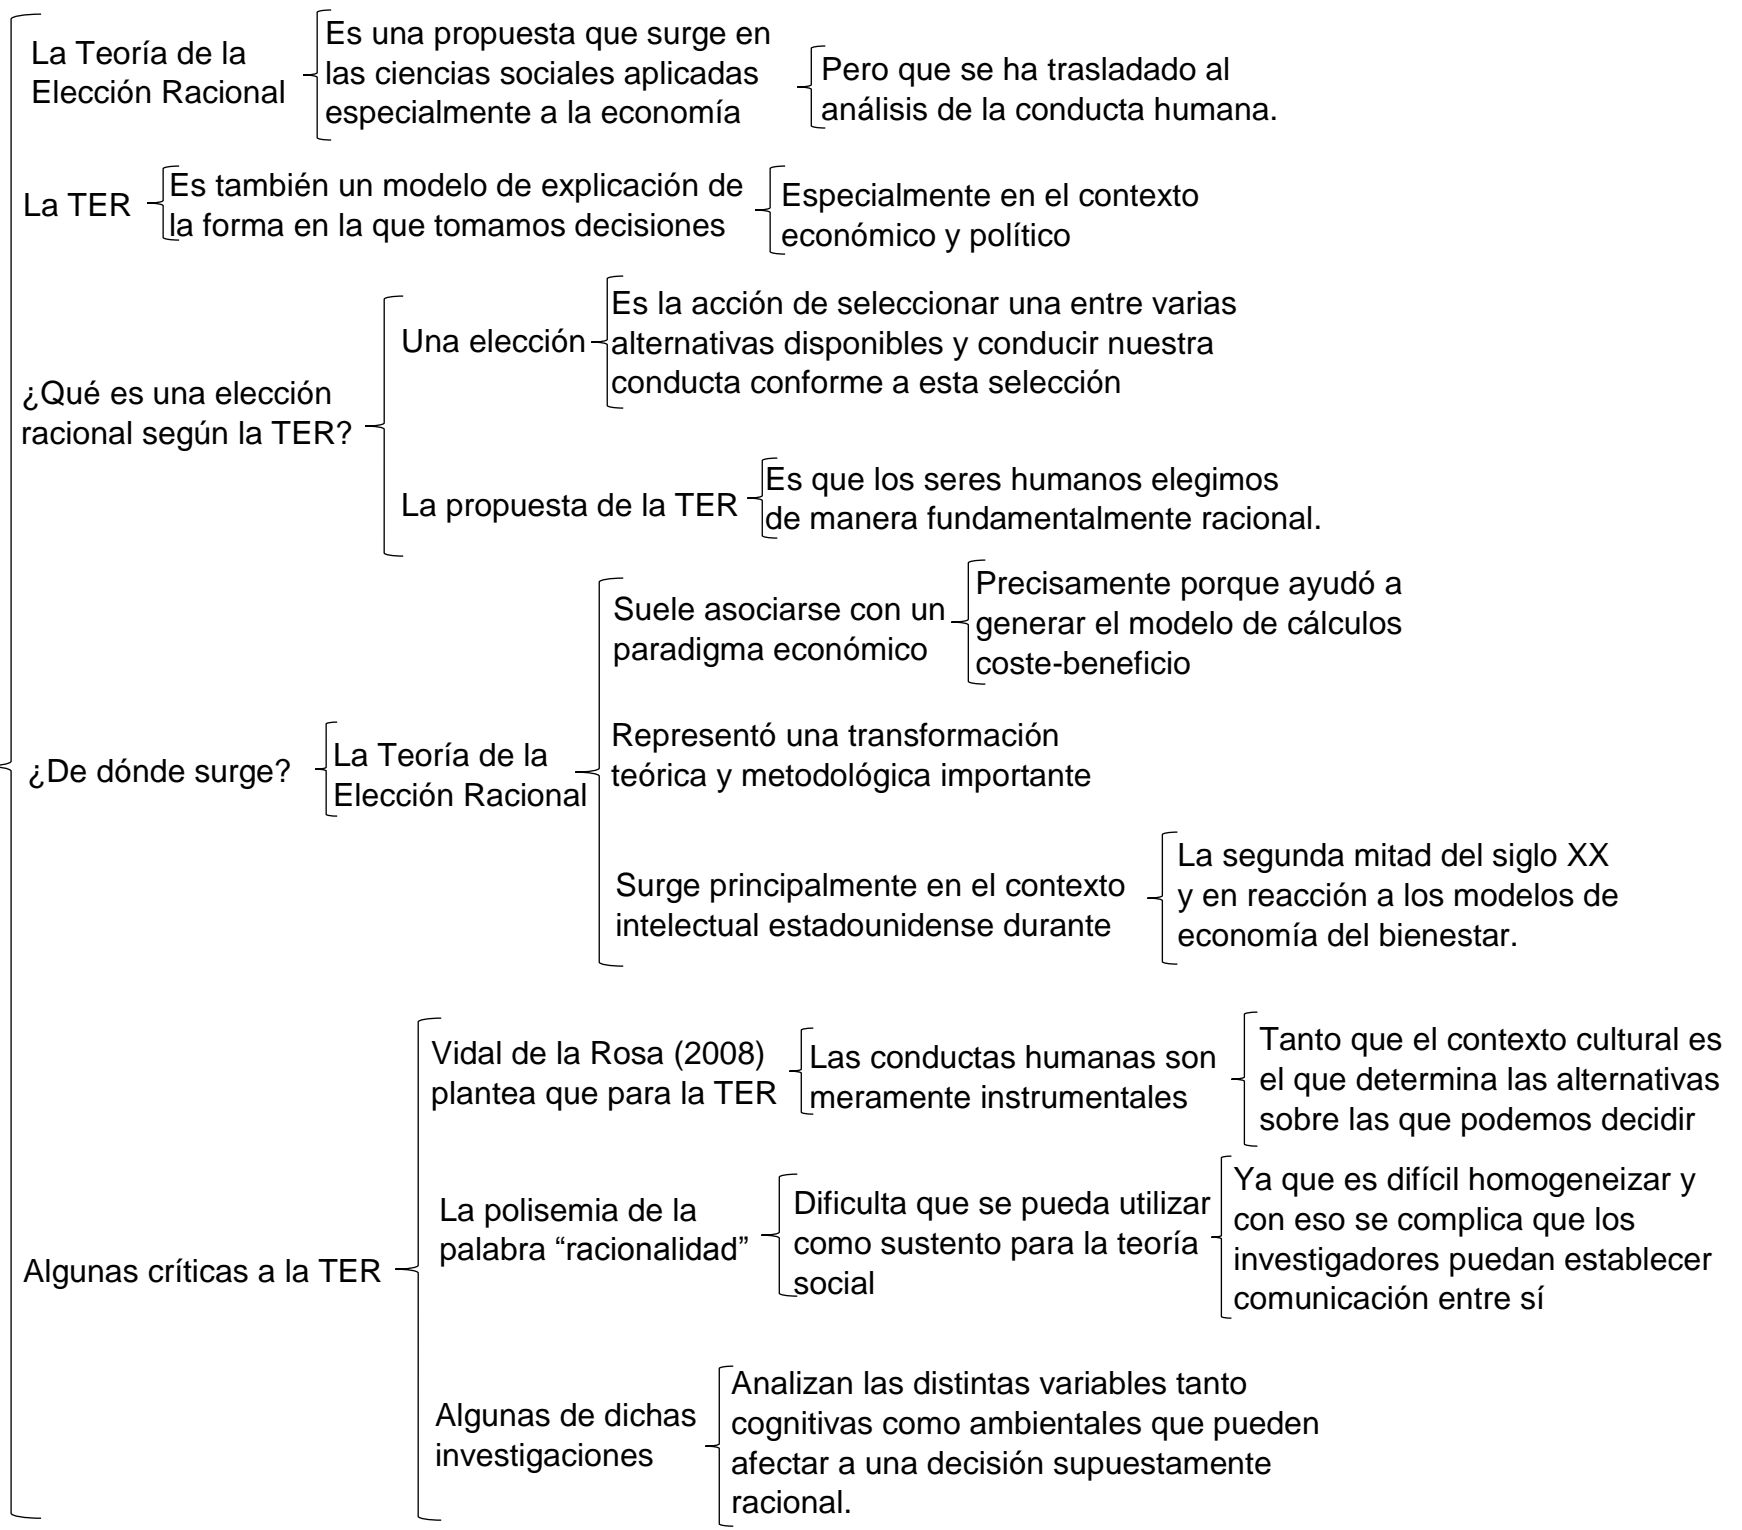 La Teoría de la
Elección Racional
Es una propuesta que surge en
las ciencias sociales aplicadas
especialmente a la economía
Pero que se ha trasladado al
análisis de la conducta humana.
La TER
Es también un modelo de explicación de
la forma en la que tomamos decisiones
Especialmente en el contexto
económico y político
¿Qué es una elección
racional según la TER?
Una elección
Es la acción de seleccionar una entre varias
alternativas disponibles y conducir nuestra
conducta conforme a esta selección
La propuesta de la TER
Es que los seres humanos elegimos
de manera fundamentalmente racional.
¿De dónde surge?
La Teoría de la
Elección Racional
Suele asociarse con un
paradigma económico
Precisamente porque ayudó a
generar el modelo de cálculos
coste-beneficio
Representó una transformación
teórica y metodológica importante
Surge principalmente en el contexto
intelectual estadounidense durante
La segunda mitad del siglo XX
y en reacción a los modelos de
economía del bienestar.
Algunas críticas a la TER
Vidal de la Rosa (2008)
plantea que para la TER
Las conductas humanas son
meramente instrumentales
Tanto que el contexto cultural es
el que determina las alternativas
sobre las que podemos decidir
La polisemia de la
palabra “racionalidad”
Dificulta que se pueda utilizar
como sustento para la teoría
social
Ya que es difícil homogeneizar y
con eso se complica que los
investigadores puedan establecer
comunicación entre sí
Algunas de dichas
investigaciones
Analizan las distintas variables tanto
cognitivas como ambientales que pueden
afectar a una decisión supuestamente
racional.